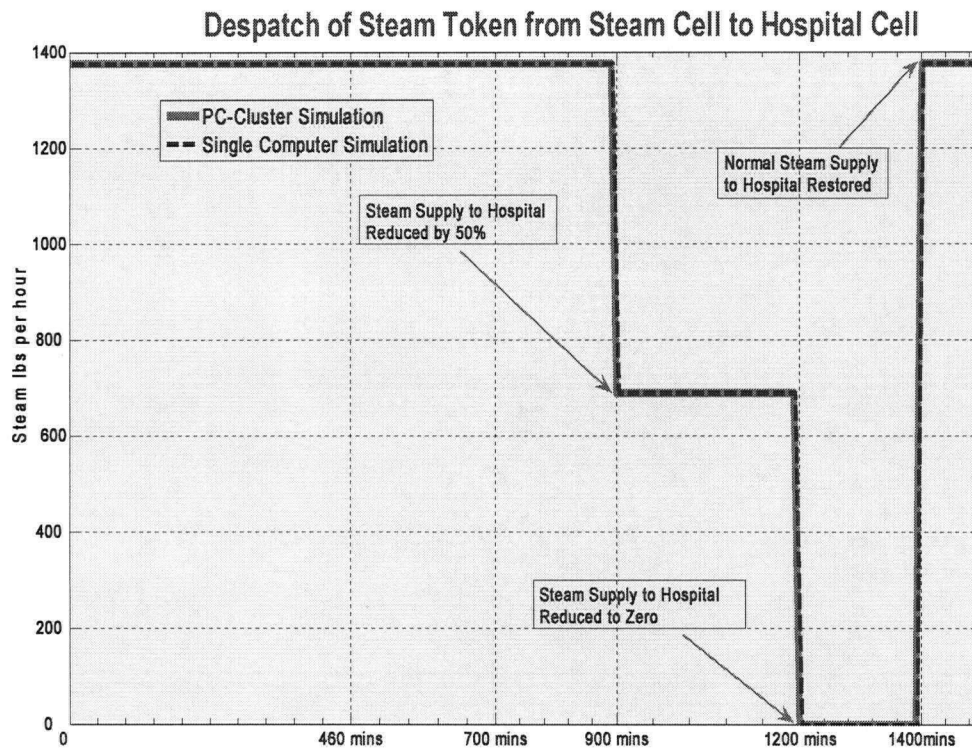 Despatch of Steam Token from Steam Cell to Hospital Cell
1400
PC-Cluster Simulation
Single Computer Simulation
1200
Normal Steam Supply
to Hospital Restored
Steam Supply to Hospital
Reduced by 50%
1000
Steam lbs per hour
800
600
400
Steam Supply to Hospital
Reduced to Zero
200
0
0 460 mins 700 mins 900 mins 1200 mins 1400mins